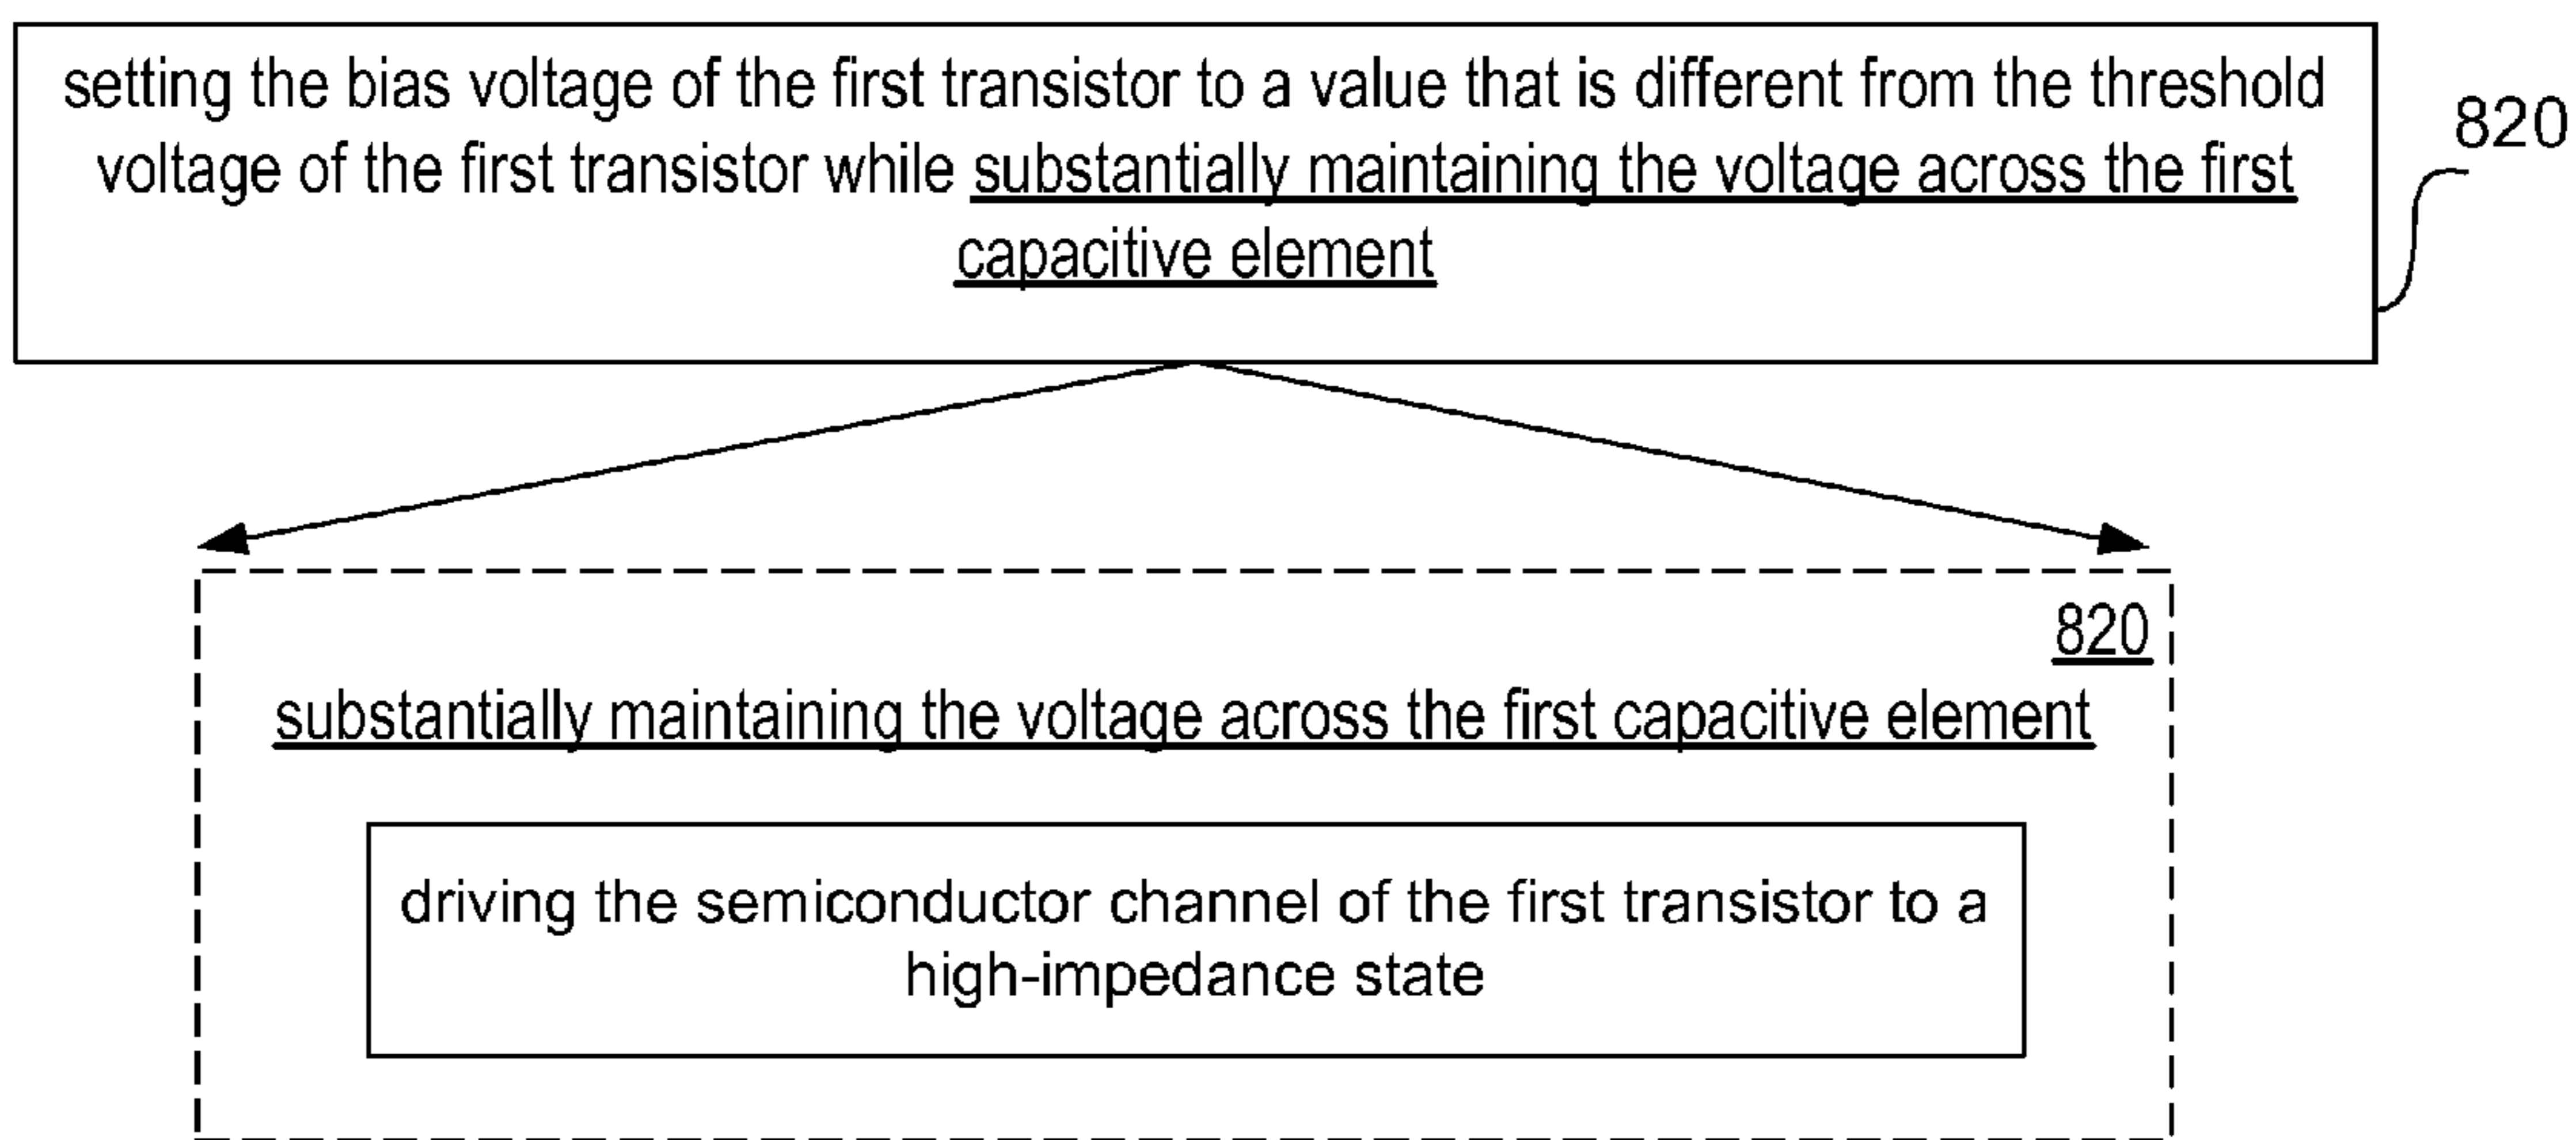 setting the bias voltage of the first transistor to a value that is different from the threshold
voltage of the first transistor while substantially maintaining the voltage across the first
capacitive element
820
820
substantially maintaining the voltage across the first capacitive element
driving the semiconductor channel of the first transistor to a
high-impedance state